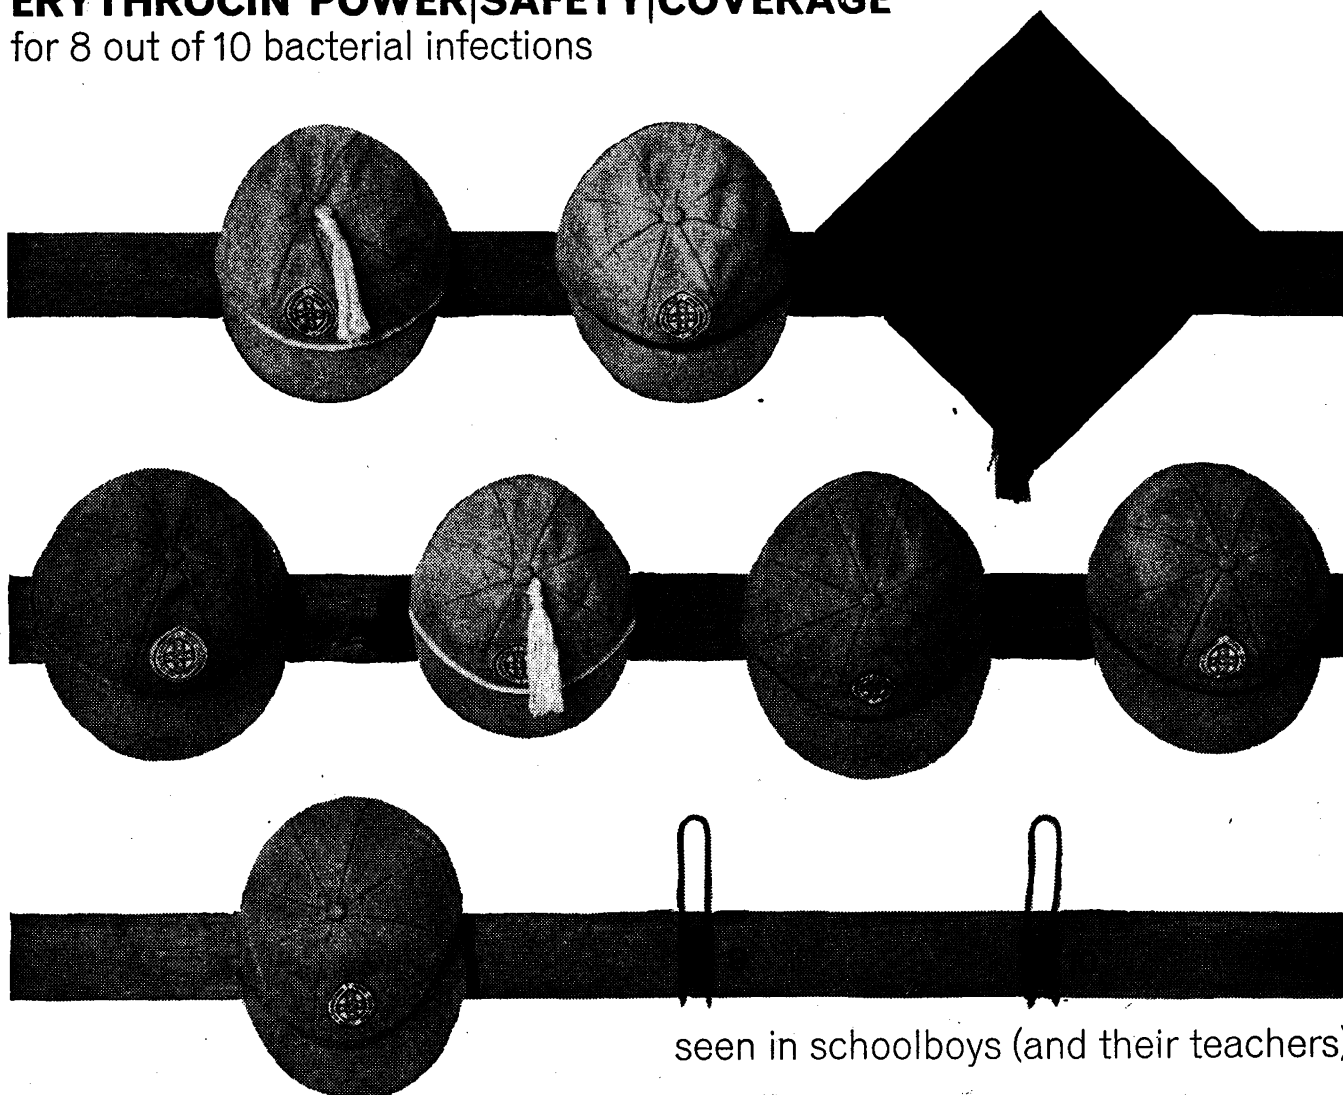 ERYTHROCIN POWER|SAFETY|COVERAGE
for 8 out of 10 bacterial infections
seen in schoolboys (and their teachers)